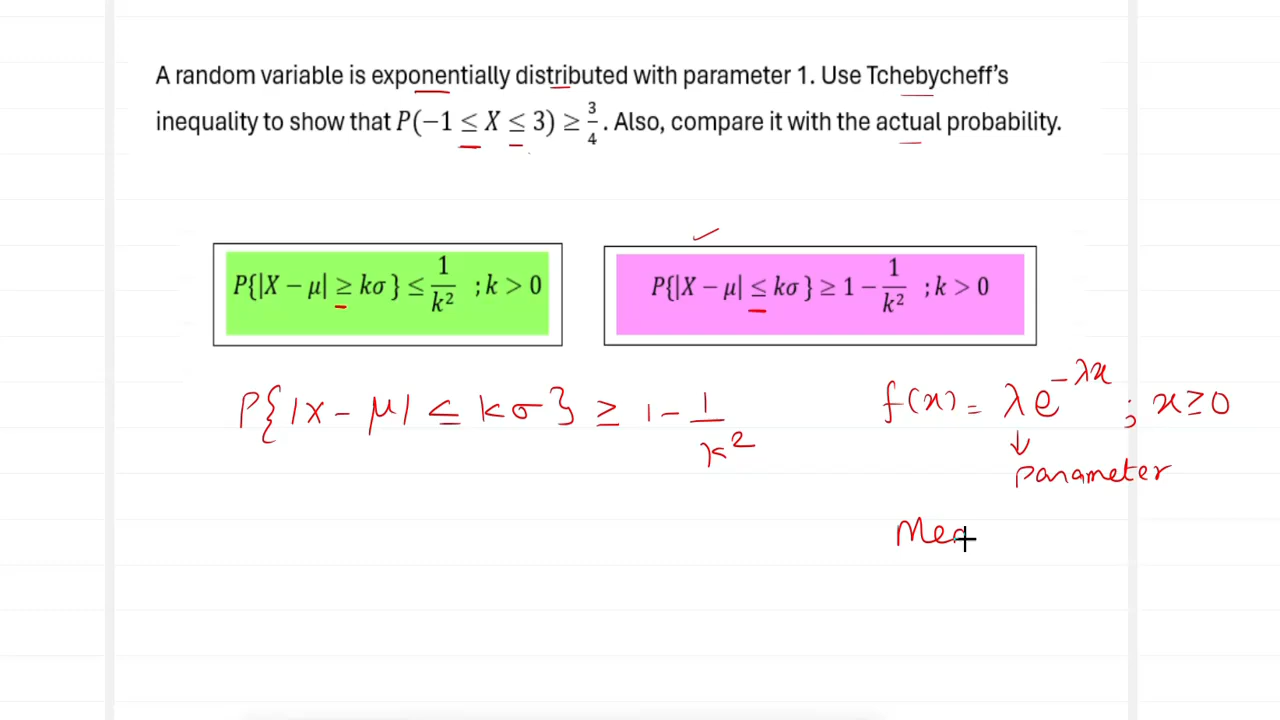 A random variable is exponentially distributed with parameter 1. Use Tchebycheff's
inequality to show that P(−1 ≤ X ≤ 3) ≥ 3/4. Also, compare it with the actual probability.
P{|X − μ| ≥ kσ} ≤ 1/k² ; k > 0
P{|X − μ| ≤ kσ} ≥ 1 − 1/k² ; k > 0
P{|X − μ| ≤ kσ} ≥ 1 − 1/k²
f(x) = λe^{−λx} ; x ≥ 0
parameter
Mea